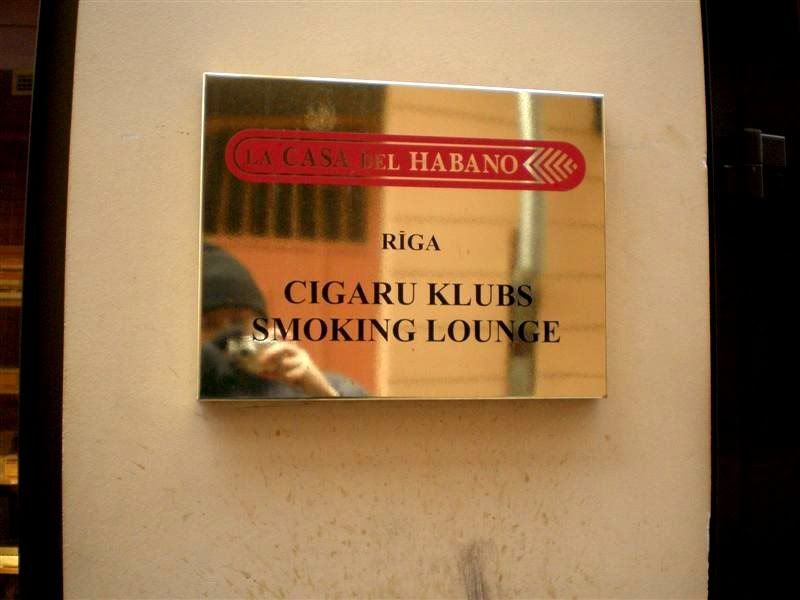 LA CASA DEL HABANO
RĪGA
CIGARU KLUBS
SMOKING LOUNGE